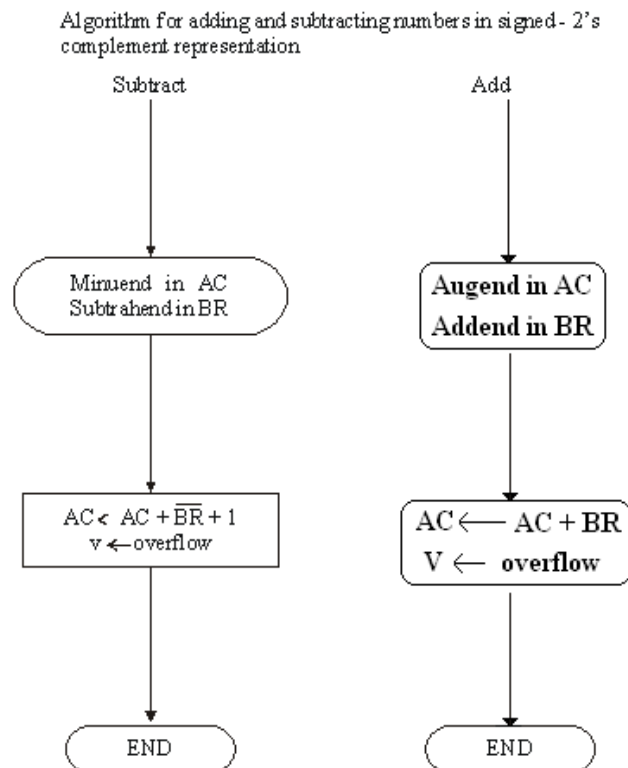 Algorithm for adding and subtracting numbers in signed - 2's
complement representation
Subtract
Add
Minuend in AC
Subtrahend in BR
Augend in AC
Addend in BR
AC < AC + B̅R̅ + 1
v ← overflow
AC ← AC + BR
V ← overflow
END
END